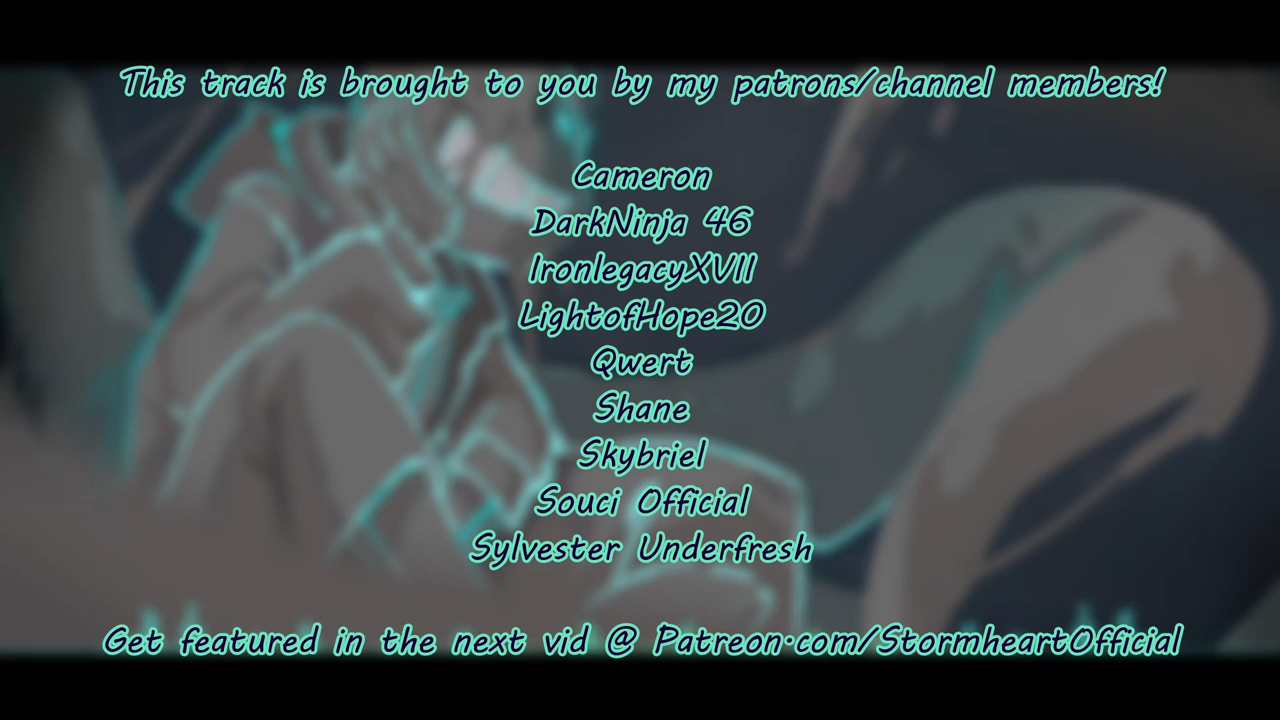 This track is brought to you by my patrons/channel members!
Cameron
DarkNinja 46
IronlegacyXVII
LightofHope20
Qwert
Shane
Skybriel
Souci Official
Sylvester Underfresh
Get featured in the next vid @ Patreon.com/StormheartOfficial